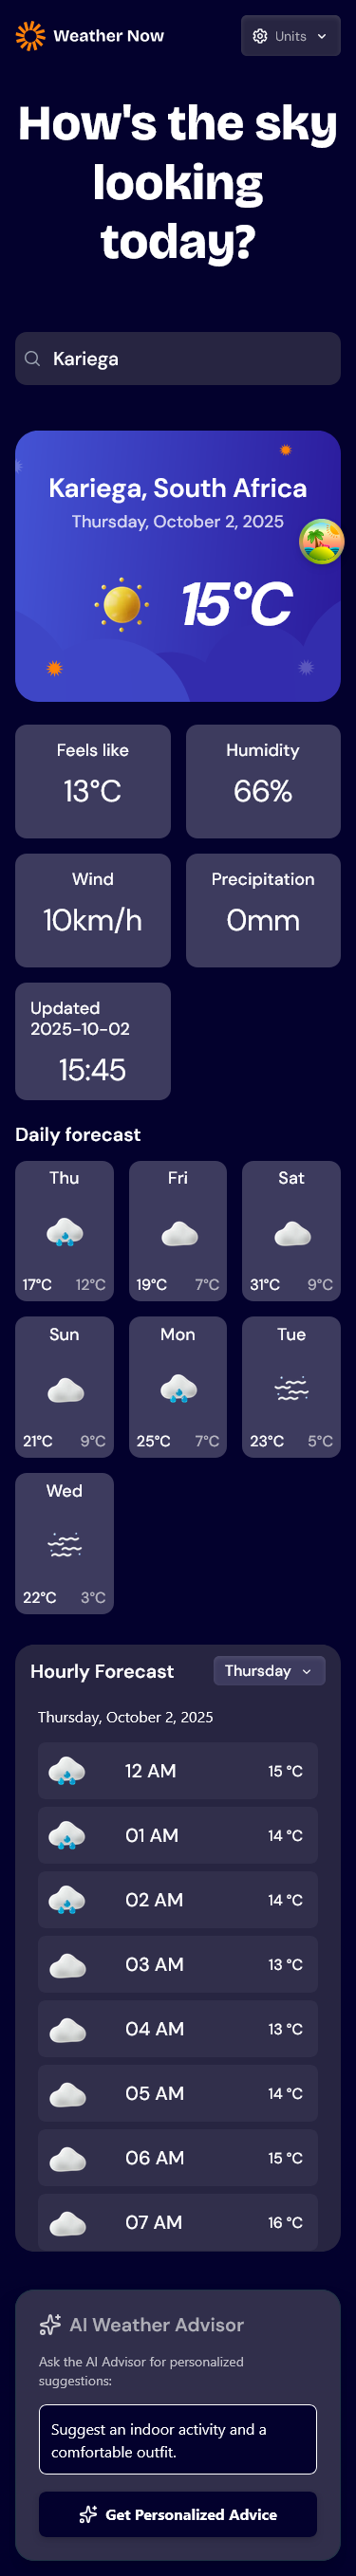 Weather Now
Units
How's the sky
looking
today?
Kariega
Kariega, South Africa
Thursday, October 2, 2025
15°C
Feels like
13°C
Humidity
66%
Wind
10km/h
Precipitation
0mm
Updated
2025-10-02
15:45
Daily forecast
Thu
17°C 12°C
Fri
19°C 7°C
Sat
31°C 9°C
Sun
21°C 9°C
Mon
25°C 7°C
Tue
23°C 5°C
Wed
22°C 3°C
Hourly Forecast
Thursday
Thursday, October 2, 2025
12 AM 15 °C
01 AM 14 °C
02 AM 14 °C
03 AM 13 °C
04 AM 13 °C
05 AM 14 °C
06 AM 15 °C
07 AM 16 °C
AI Weather Advisor
Ask the AI Advisor for personalized
suggestions:
Suggest an indoor activity and a
comfortable outfit.
Get Personalized Advice